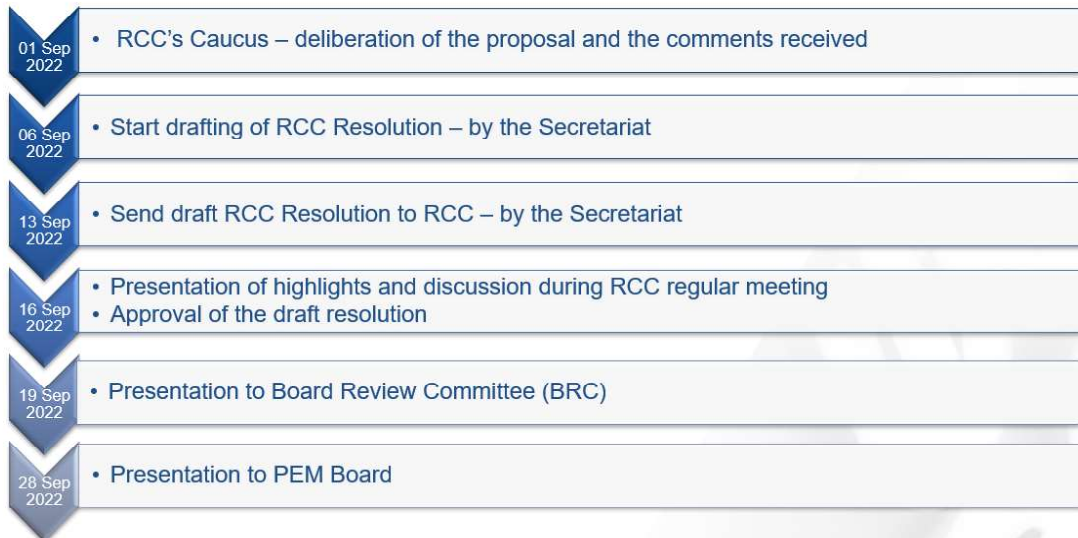 01 Sep
2022
• RCC's Caucus – deliberation of the proposal and the comments received
06 Sep
2022
• Start drafting of RCC Resolution – by the Secretariat
13 Sep
2022
• Send draft RCC Resolution to RCC – by the Secretariat
16 Sep
2022
• Presentation of highlights and discussion during RCC regular meeting
• Approval of the draft resolution
19 Sep
2022
• Presentation to Board Review Committee (BRC)
28 Sep
2022
• Presentation to PEM Board